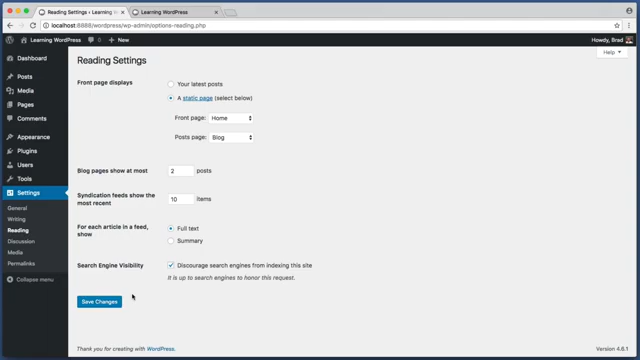 Reading Settings ‹ Learning W
Learning WordPress
localhost:8888/wordpress/wp-admin/options-reading.php
Learning WordPress 0 + New Howdy, Brad
Help
Dashboard
Posts
Media
Pages
Comments
Appearance
Plugins
Users
Tools
Settings
General
Writing
Reading
Discussion
Media
Permalinks
Collapse menu
Reading Settings
Front page displays
Your latest posts
A static page (select below)
Front page: Home
Posts page: Blog
Blog pages show at most 2 posts
Syndication feeds show the
most recent
10 items
For each article in a feed,
show
Full text
Summary
Search Engine Visibility
Discourage search engines from indexing this site
It is up to search engines to honor this request.
Save Changes
Thank you for creating with WordPress.
Version 4.6.1